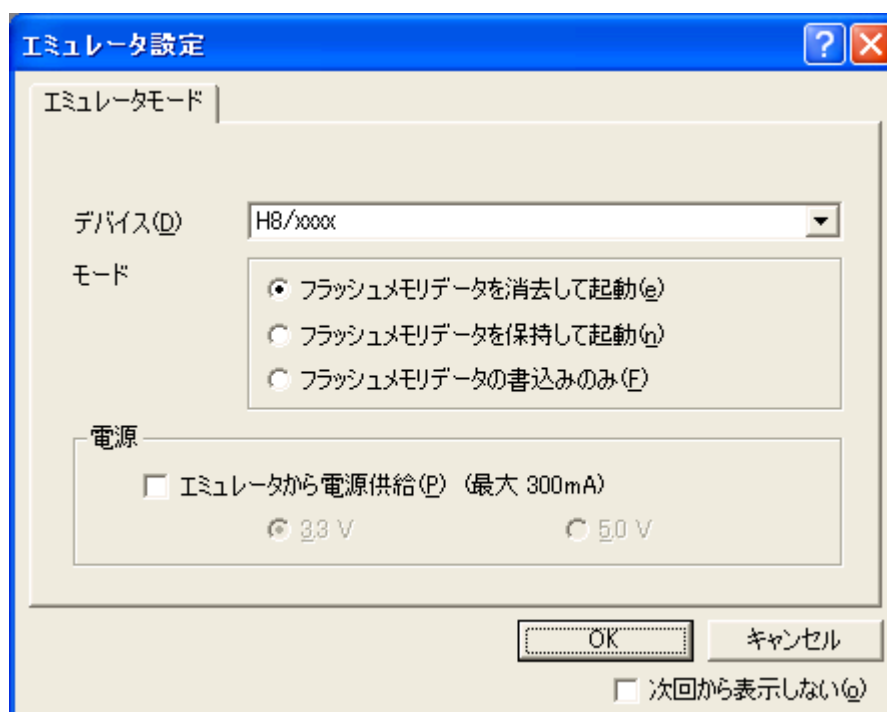 エミュレータ設定
エミュレータモード
デバイス(D) H8/xxxx
モード
フラッシュメモリデータを消去して起動(e)
フラッシュメモリデータを保持して起動(n)
フラッシュメモリデータの書込みのみ(F)
電源
エミュレータから電源供給(P) (最大 300mA)
3.3 V 5.0 V
OK キャンセル
次回から表示しない(o)